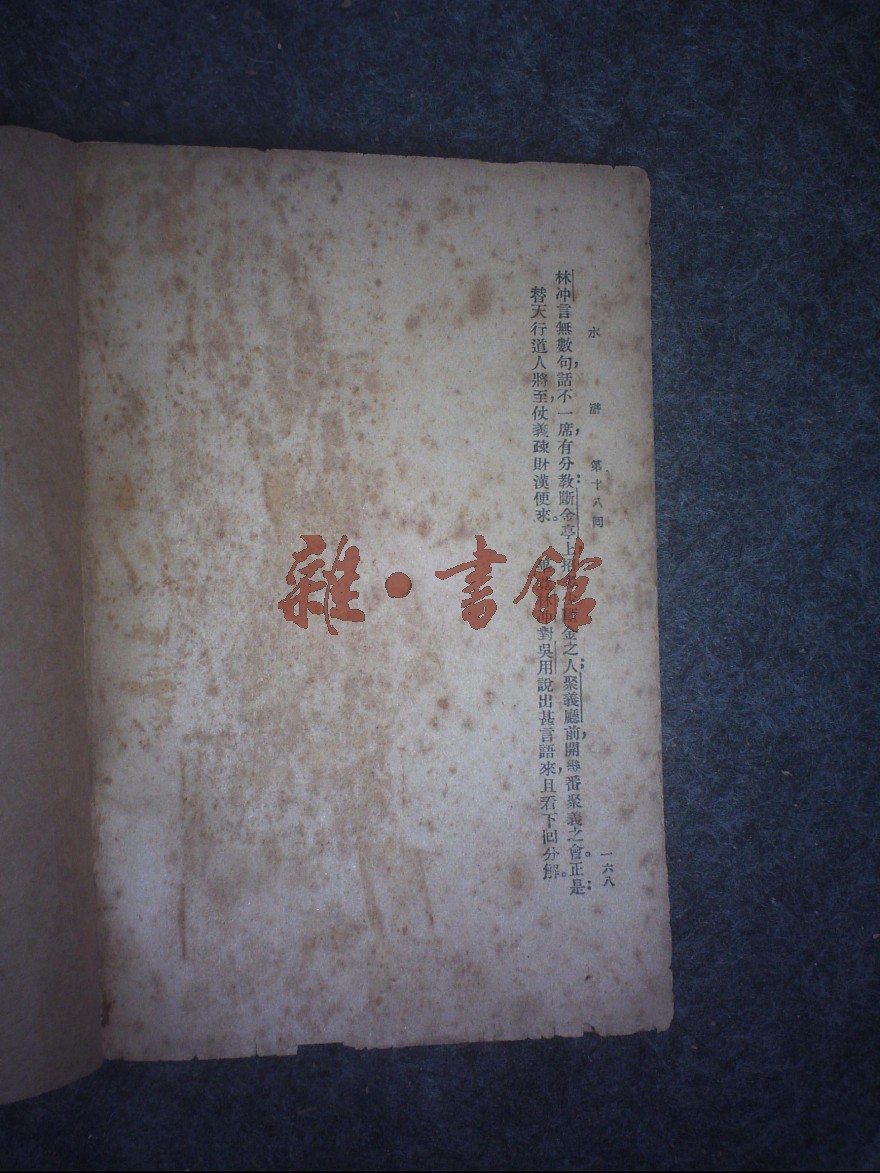 水滸 第十八回 一六八
林冲言無數句，話不一席，有分教：斷金亭上，招
斷金之人；聚義廳前，開幾番聚義之會。正是：
替天行道人將至，仗義疎財漢便來。
對吳用說出甚言語來，且看下回分解。
雜·書館